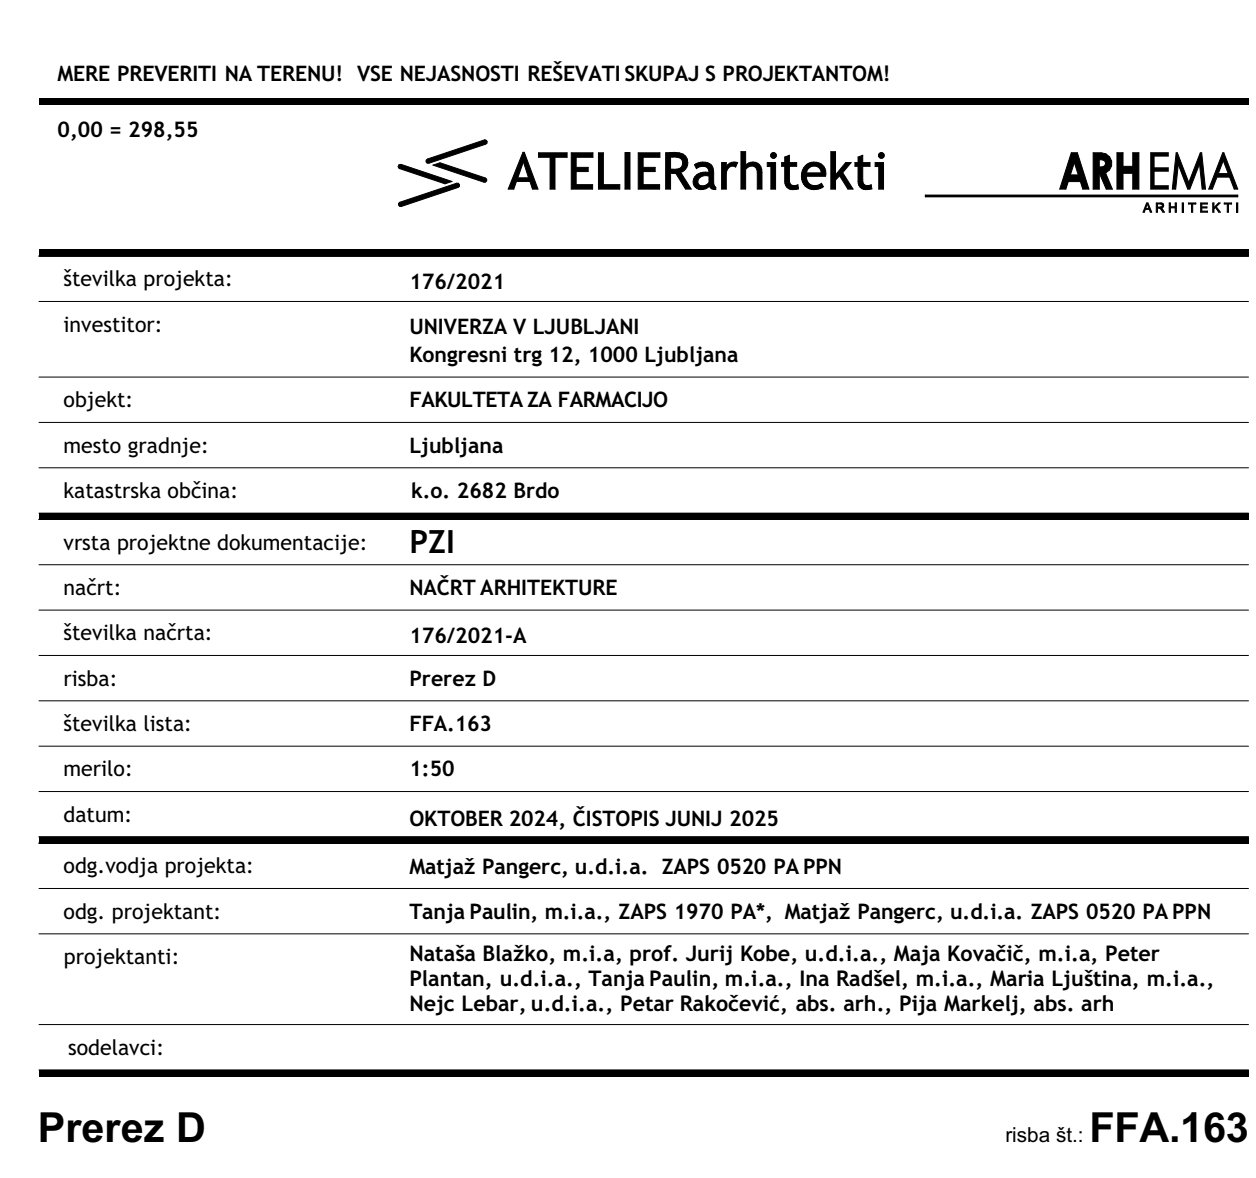 MERE PREVERITI NA TERENU! VSE NEJASNOSTI REŠEVATI SKUPAJ S PROJEKTANTOM!
0,00 = 298,55
ATELIERarhitekti
ARHEMA
ARHITEKTI
številka projekta: 176/2021
investitor: UNIVERZA V LJUBLJANI
Kongresni trg 12, 1000 Ljubljana
objekt: FAKULTETA ZA FARMACIJO
mesto gradnje: Ljubljana
katastrska občina: k.o. 2682 Brdo
vrsta projektne dokumentacije: PZI
načrt: NAČRT ARHITEKTURE
številka načrta: 176/2021-A
risba: Prerez D
številka lista: FFA.163
merilo: 1:50
datum: OKTOBER 2024, ČISTOPIS JUNIJ 2025
odg.vodja projekta: Matjaž Pangerc, u.d.i.a. ZAPS 0520 PA PPN
odg. projektant: Tanja Paulin, m.i.a., ZAPS 1970 PA*, Matjaž Pangerc, u.d.i.a. ZAPS 0520 PA PPN
projektanti: Nataša Blažko, m.i.a, prof. Jurij Kobe, u.d.i.a., Maja Kovačič, m.i.a, Peter
Plantan, u.d.i.a., Tanja Paulin, m.i.a., Ina Radšel, m.i.a., Maria Ljuština, m.i.a.,
Nejc Lebar, u.d.i.a., Petar Rakočević, abs. arh., Pija Markelj, abs. arh
sodelavci:
Prerez D
risba št.: FFA.163